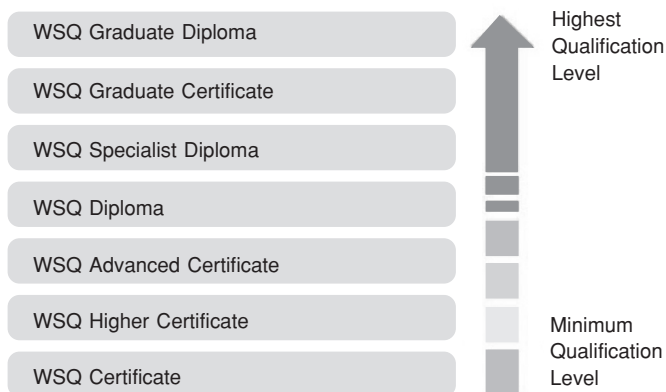 WSQ Graduate Diploma
WSQ Graduate Certificate
WSQ Specialist Diploma
WSQ Diploma
WSQ Advanced Certificate
WSQ Higher Certificate
WSQ Certificate
Highest
Qualification
Level
Minimum
Qualification
Level